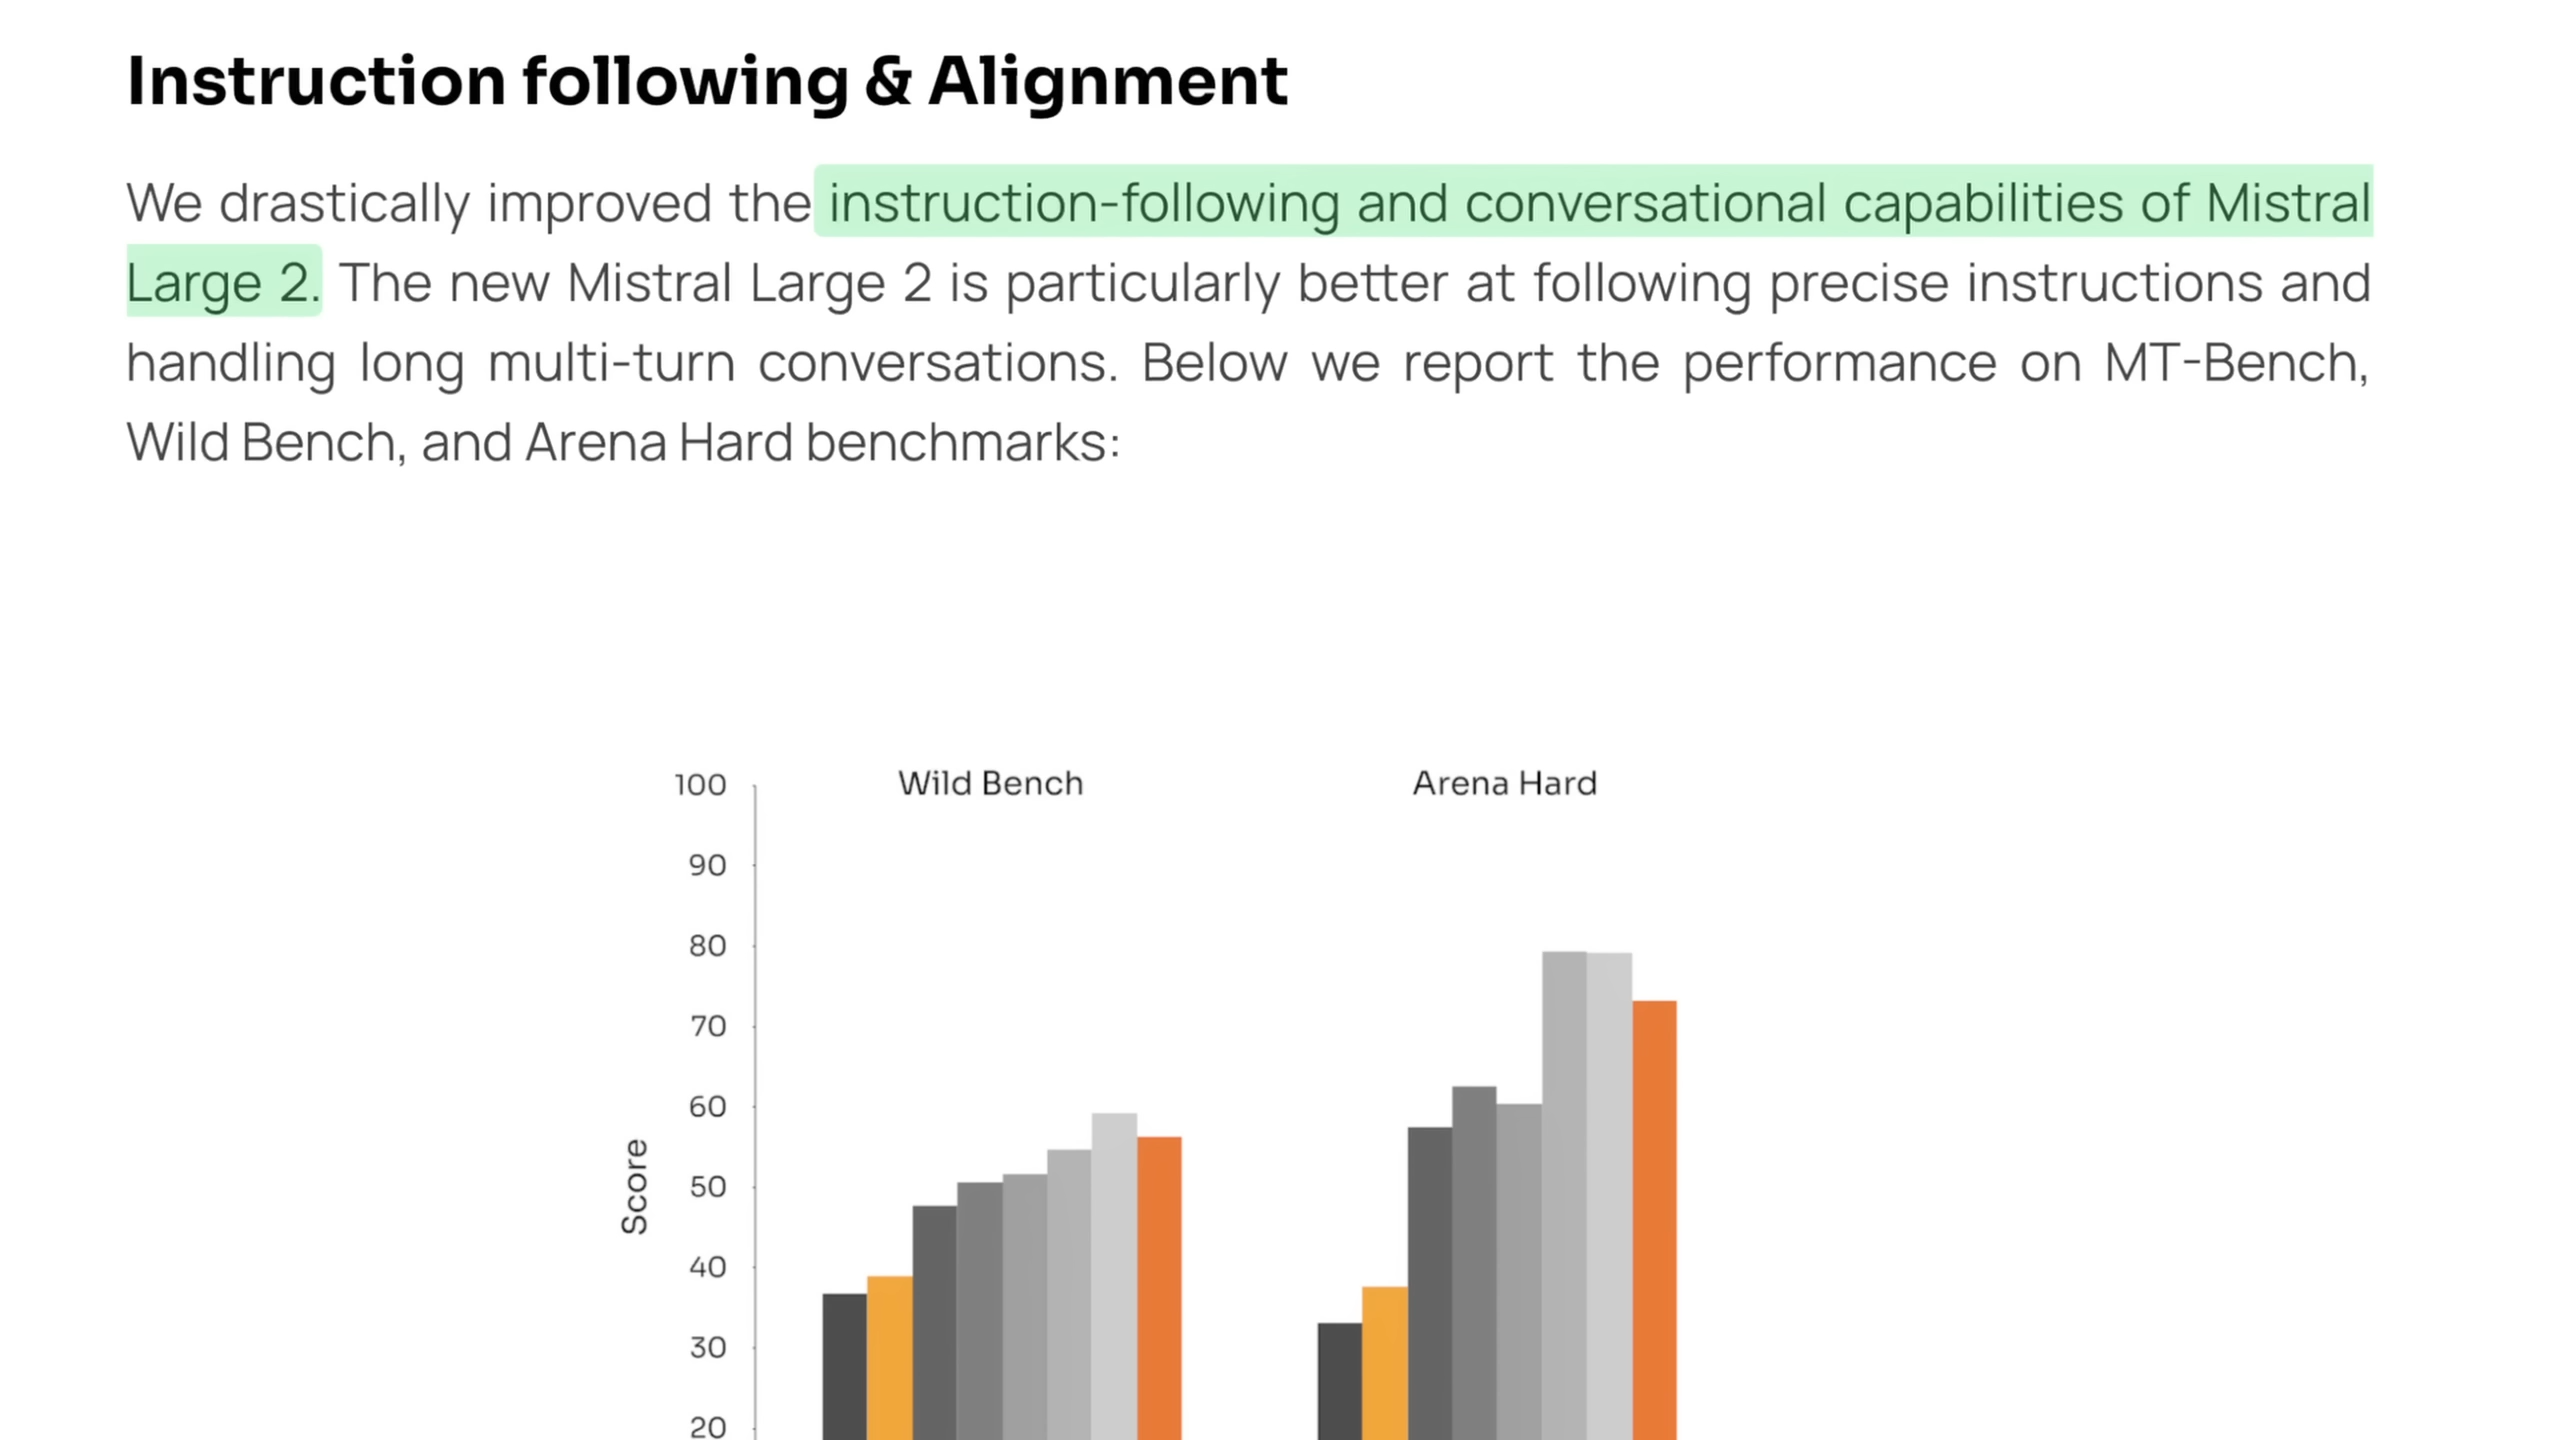 Instruction following & Alignment
We drastically improved the instruction-following and conversational capabilities of Mistral
Large 2. The new Mistral Large 2 is particularly better at following precise instructions and
handling long multi-turn conversations. Below we report the performance on MT-Bench,
Wild Bench, and Arena Hard benchmarks:
Wild Bench
Arena Hard
100
90
80
70
60
50
40
30
20
Score